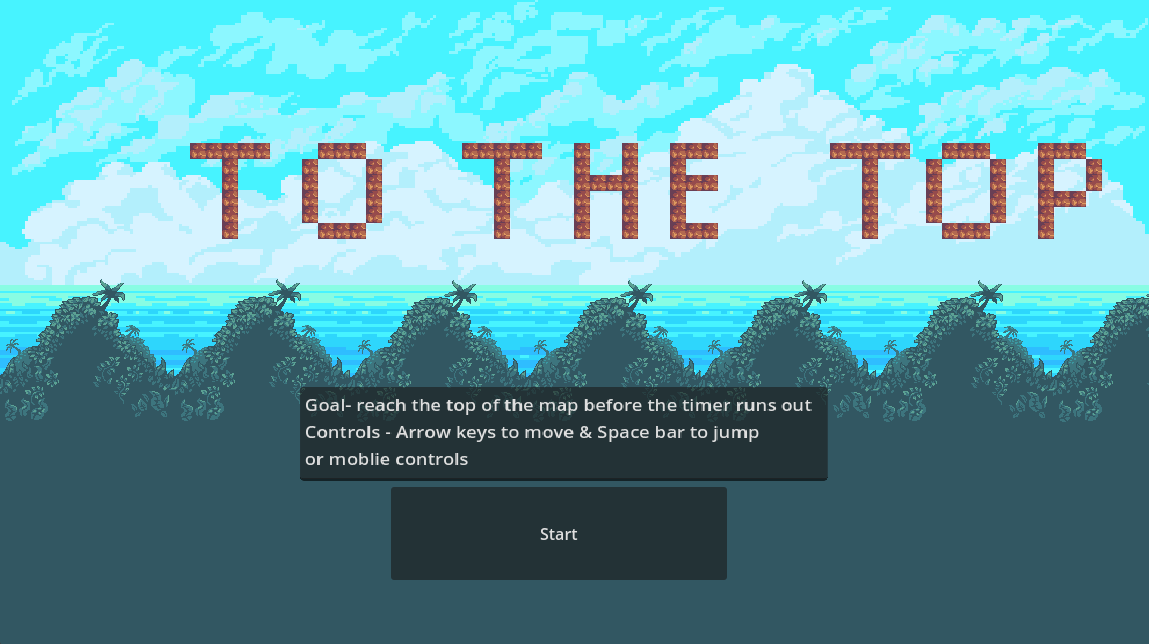 TO THE TOP
Goal- reach the top of the map before the timer runs out
Controls - Arrow keys to move & Space bar to jump
or moblie controls
Start